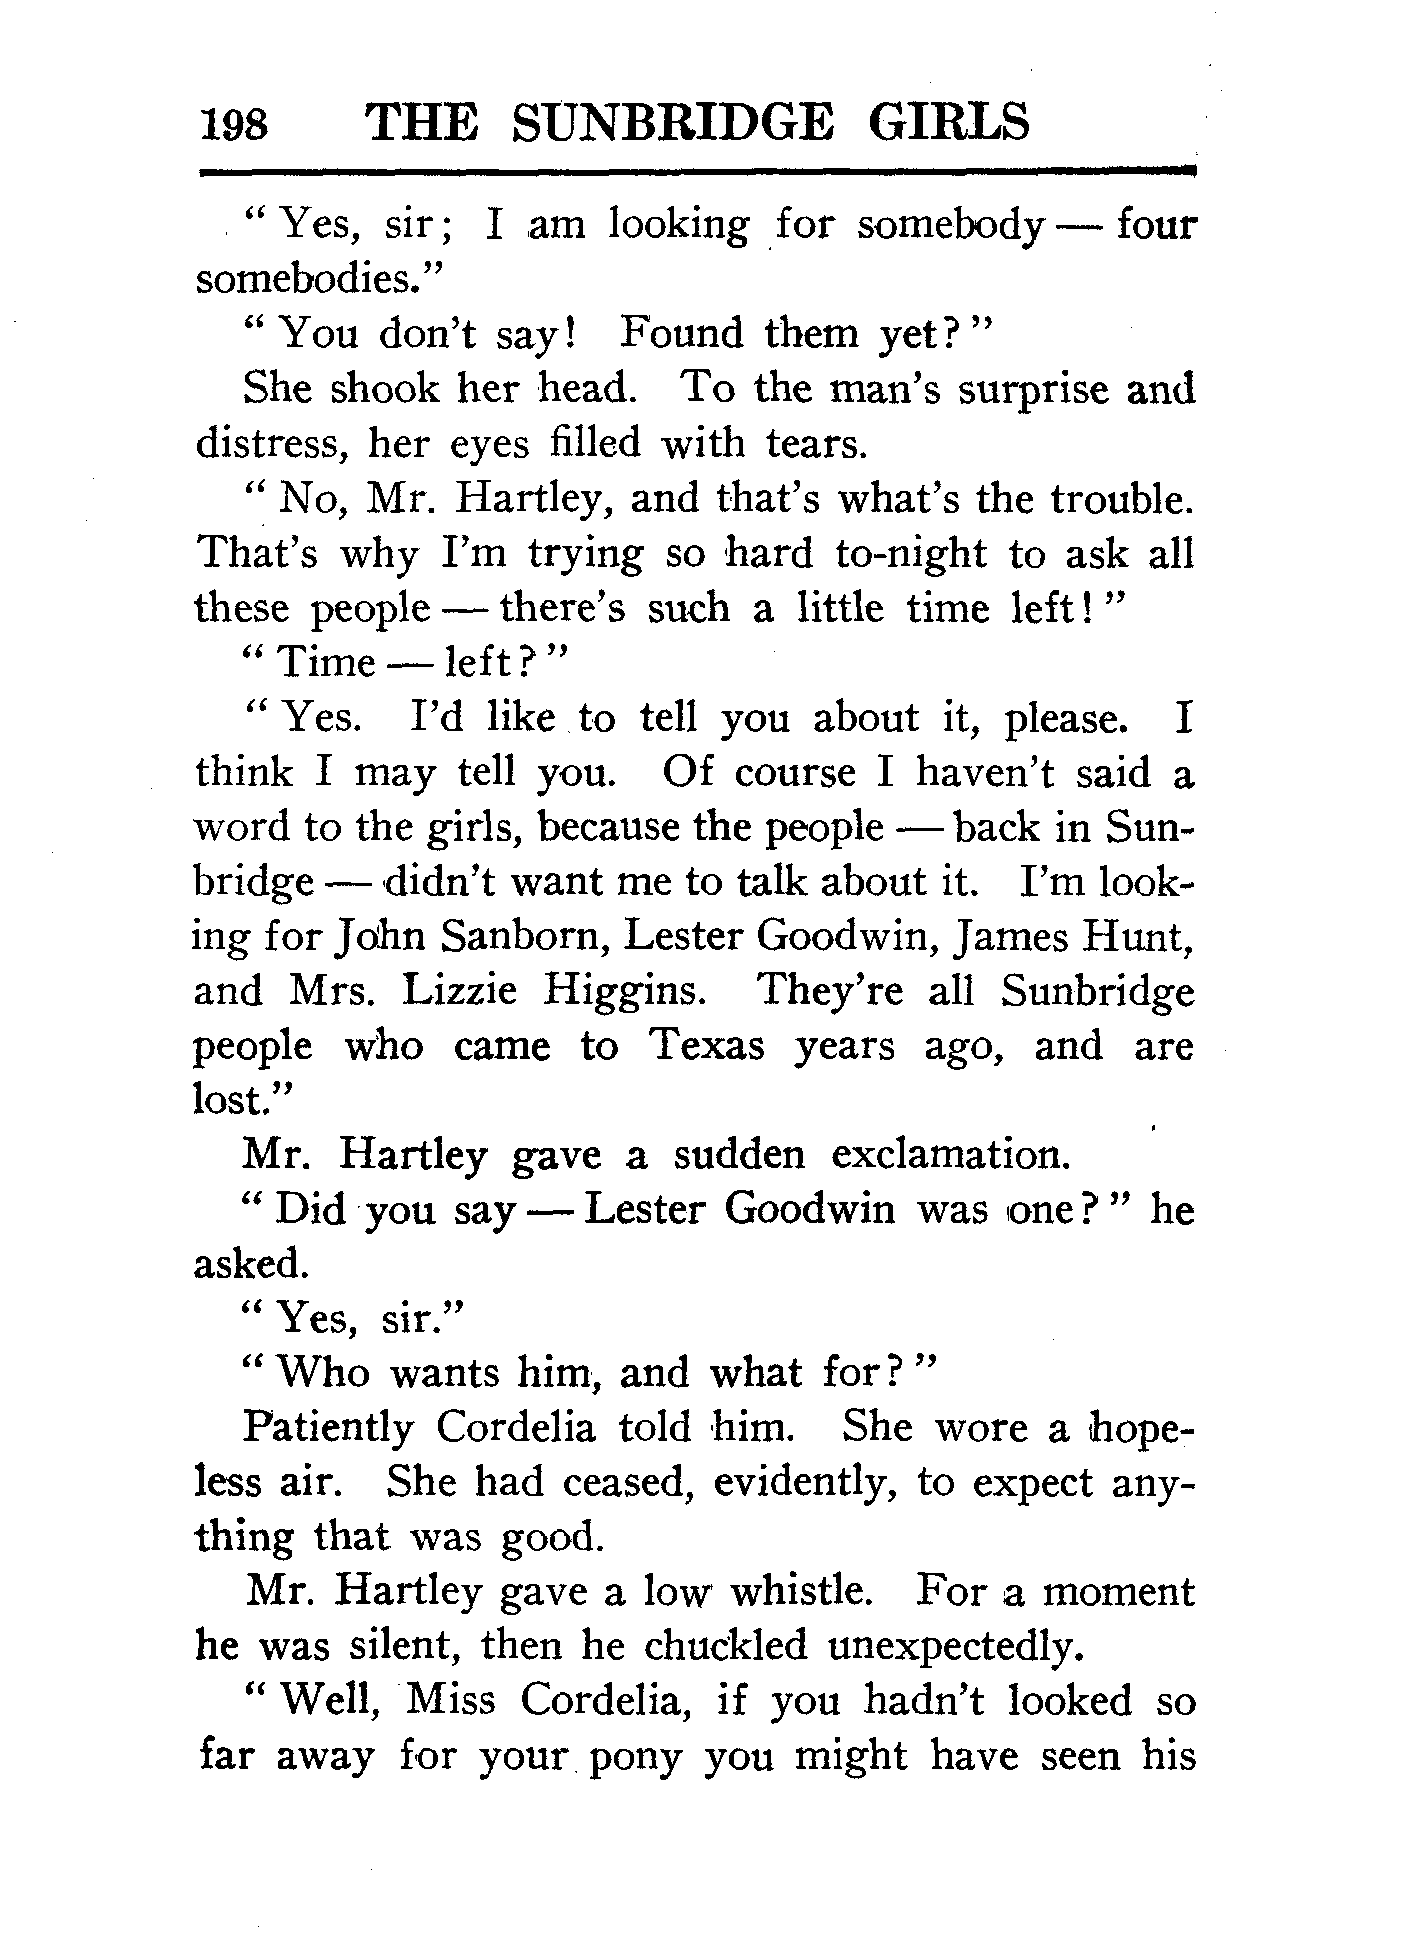 198 THE SUNBRIDGE GIRLS
“Yes, sir; I am looking for somebody — four
somebodies.”
“You don’t say! Found them yet?”
She shook her head. To the man’s surprise and
distress, her eyes filled with tears.
“No, Mr. Hartley, and that’s what’s the trouble.
That’s why I’m trying so hard to-night to ask all
these people — there’s such a little time left!”
“Time — left?”
“Yes. I’d like to tell you about it, please. I
think I may tell you. Of course I haven’t said a
word to the girls, because the people — back in Sun-
bridge — didn’t want me to talk about it. I’m look-
ing for John Sanborn, Lester Goodwin, James Hunt,
and Mrs. Lizzie Higgins. They’re all Sunbridge
people who came to Texas years ago, and are
lost.”
Mr. Hartley gave a sudden exclamation.
“Did you say — Lester Goodwin was one?” he
asked.
“Yes, sir.”
“Who wants him, and what for?”
Patiently Cordelia told him. She wore a hope-
less air. She had ceased, evidently, to expect any-
thing that was good.
Mr. Hartley gave a low whistle. For a moment
he was silent, then he chuckled unexpectedly.
“Well, Miss Cordelia, if you hadn’t looked so
far away for your pony you might have seen his